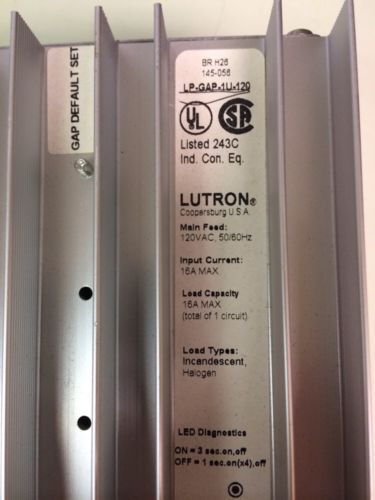 GAP DEFAULT SET
BR H26
145-056
LP-GAP-1U-120
UL
SA
Listed 243C
Ind. Con. Eq.
LUTRON®
Coopersburg U.S.A.
Main Feed:
120VAC, 50/60Hz
Input Current:
16A MAX.
Load Capacity
16A MAX
(total of 1 circuit).
Load Types:
Incandescent,
Halogen
LED Diagnostics
ON = 3 sec.on,off
OFF = 1 sec.on(x4),off